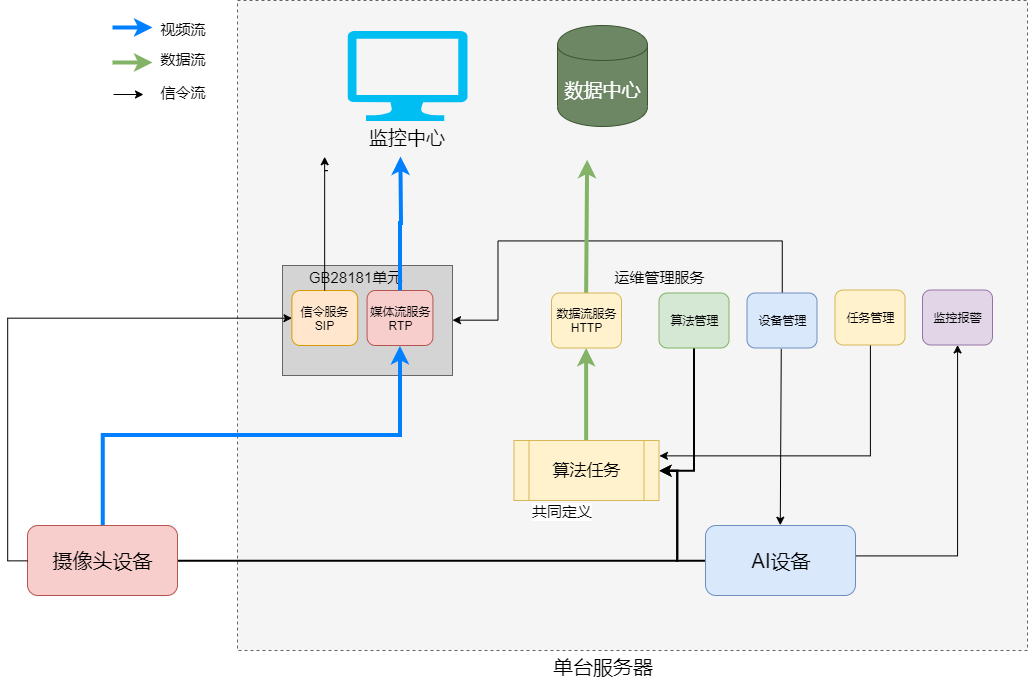 视频流
数据流
信令流
监控中心
数据中心
GB28181单元
信令服务
SIP
媒体流服务
RTP
运维管理服务
数据流服务
HTTP
算法管理
设备管理
任务管理
监控报警
算法任务
共同定义
摄像头设备
AI设备
单台服务器